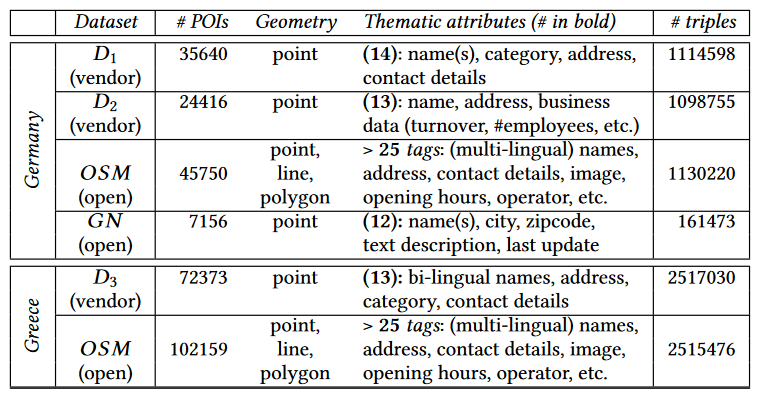 Dataset # POIs Geometry Thematic attributes (# in bold) # triples
Germany
D1 35640 point (14): name(s), category, address, 1114598
(vendor) contact details
D2 24416 point (13): name, address, business 1098755
(vendor) data (turnover, #employees, etc.)
point, > 25 tags: (multi-lingual) names,
OSM 45750 line, address, contact details, image, 1130220
(open) polygon opening hours, operator, etc.
GN 7156 point (12): name(s), city, zipcode, 161473
(open) text description, last update
Greece
D3 72373 point (13): bi-lingual names, address, 2517030
(vendor) category, contact details
point, > 25 tags: (multi-lingual) names,
OSM 102159 line, address, contact details, image, 2515476
(open) polygon opening hours, operator, etc.